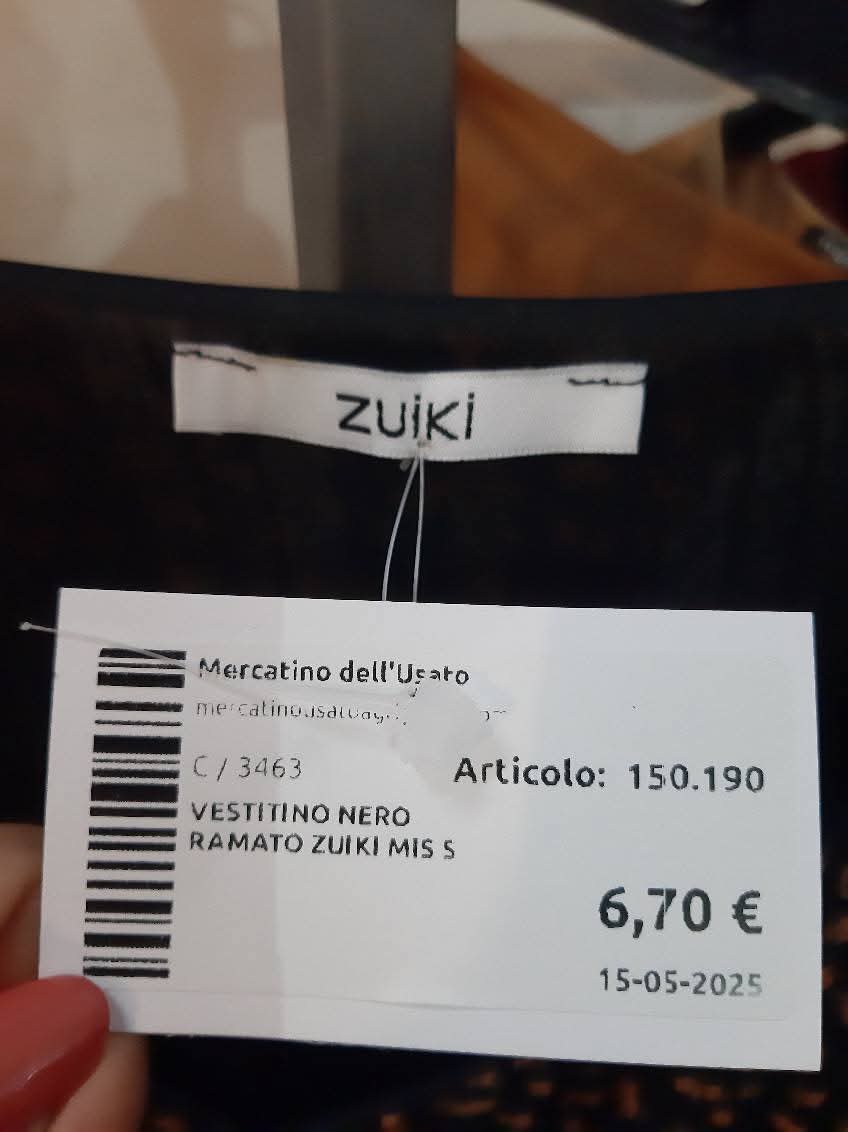 ZUiKi
Mercatino dell'Usato
C / 3463
Articolo: 150.190
VESTITINO NERO
RAMATO ZUIKI MIS S
6,70 €
15-05-2025